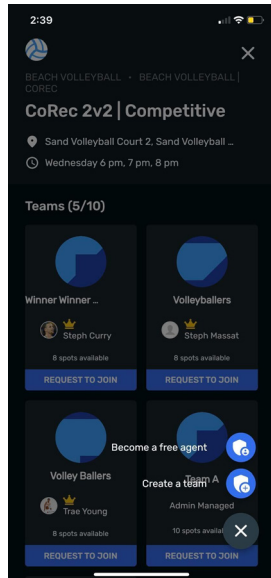 2:39
BEACH VOLLEYBALL • BEACH VOLLEYBALL |
COREC
CoRec 2v2 | Competitive
Sand Volleyball Court 2, Sand Volleyball ...
Wednesday 6 pm, 7 pm, 8 pm
Teams (5/10)
Winner Winner ...
Steph Curry
8 spots available
REQUEST TO JOIN
Volleyballers
Steph Massat
8 spots available
REQUEST TO JOIN
Volley Ballers
Trae Young
8 spots available
REQUEST TO JOIN
Become a free agent
Team A
Create a team
Admin Managed
10 spots availa
REQUEST TO JOIN